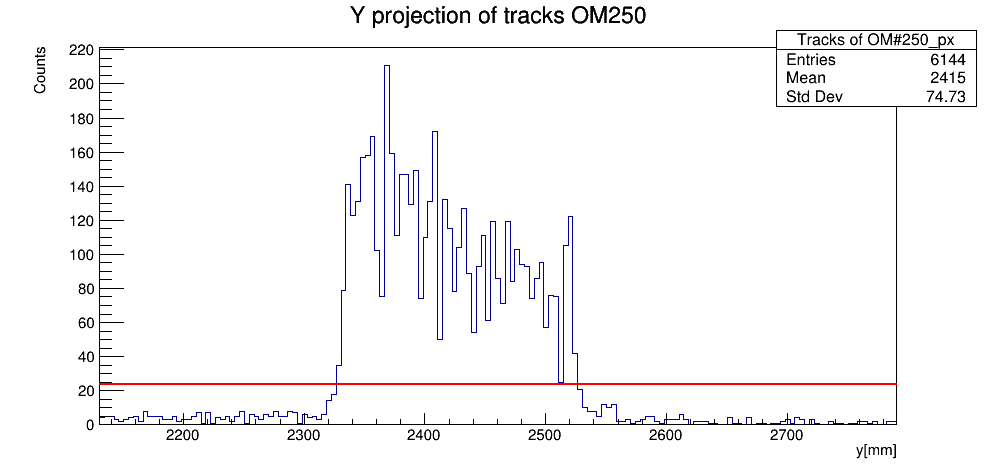 Y projection of tracks OM250
Tracks of OM#250_px
Entries 6144
Mean 2415
Std Dev 74.73
Counts
220
200
180
160
140
120
100
80
60
40
20
0
2200 2300 2400 2500 2600 2700
y[mm]